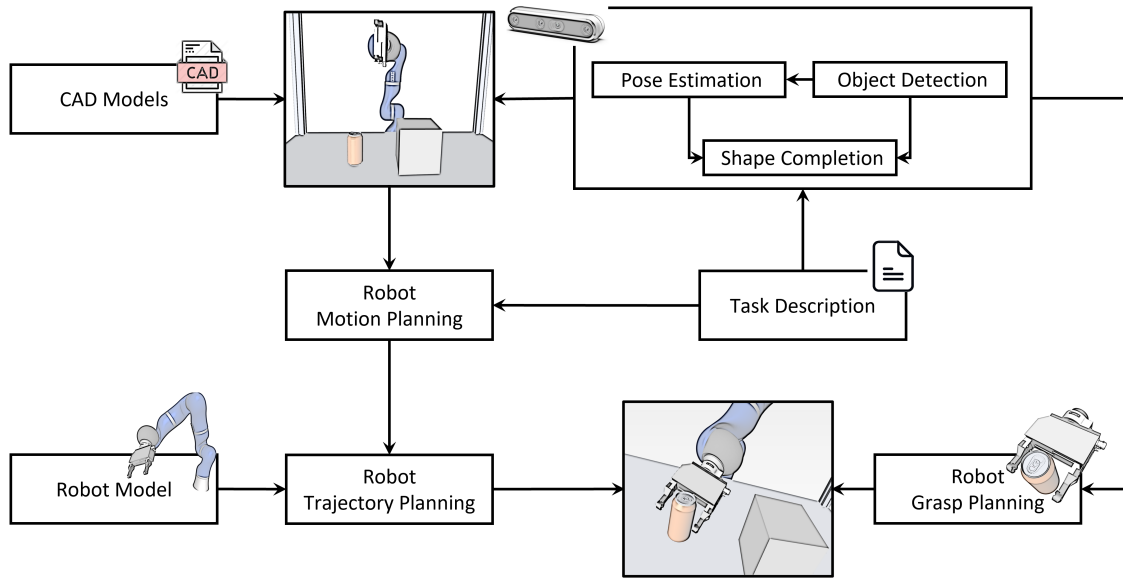 CAD
CAD Models
Pose Estimation
Object Detection
Shape Completion
Robot
Motion Planning
Task Description
Robot Model
Robot
Trajectory Planning
Robot
Grasp Planning